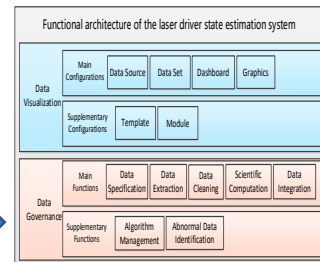 Functional architecture of the laser driver state estimation system
Data
Visualization
Main
Configurations
Data Source
Data Set
Dashboard
Graphics
Supplementary
Configurations
Template
Module
Data
Governance
Main
Functions
Data
Specification
Data
Extraction
Data
Cleaning
Scientific
Computation
Data
Integration
Supplementary
Functions
Algorithm
Management
Abnormal Data
Identification